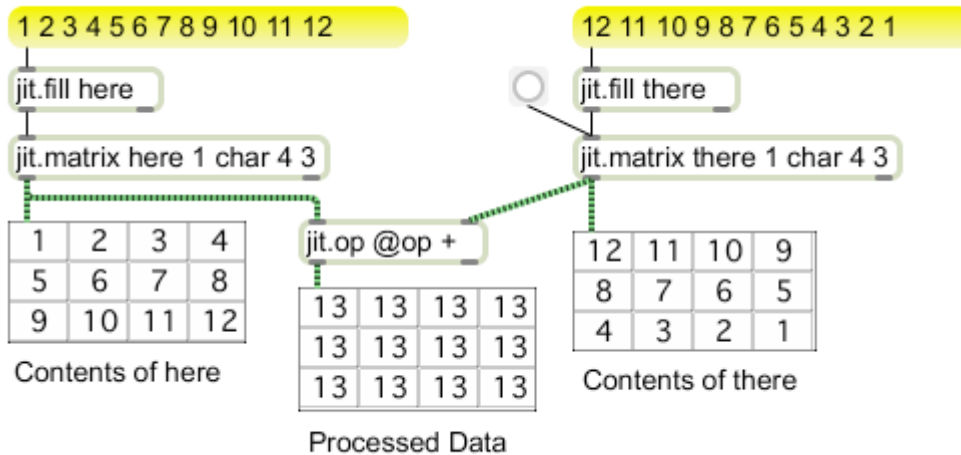 1 2 3 4 5 6 7 8 9 10 11 12
jit.fill here
jit.matrix here 1 char 4 3
1 2 3 4
5 6 7 8
9 10 11 12
Contents of here
jit.op @op +
13 13 13 13
13 13 13 13
13 13 13 13
Processed Data
12 11 10 9 8 7 6 5 4 3 2 1
jit.fill there
jit.matrix there 1 char 4 3
12 11 10 9
8 7 6 5
4 3 2 1
Contents of there